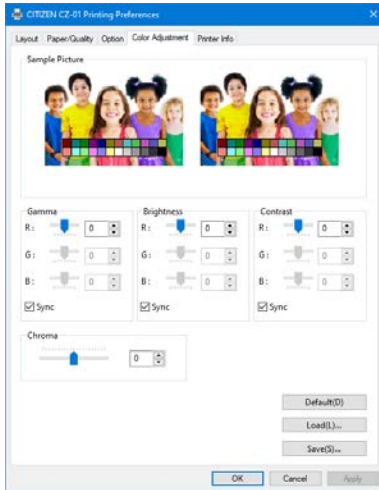 CITIZEN CZ-01 Printing Preferences
Layout Paper/Quality Option Color Adjustment Printer Info
Sample Picture
Gamma Brightness Contrast
R: 0 R: 0 R: 0
G: 0 G: 0 G: 0
B: 0 B: 0 B: 0
Sync Sync Sync
Chroma
0
Default(D)
Load(L)...
Save(S)...
OK Cancel Apply